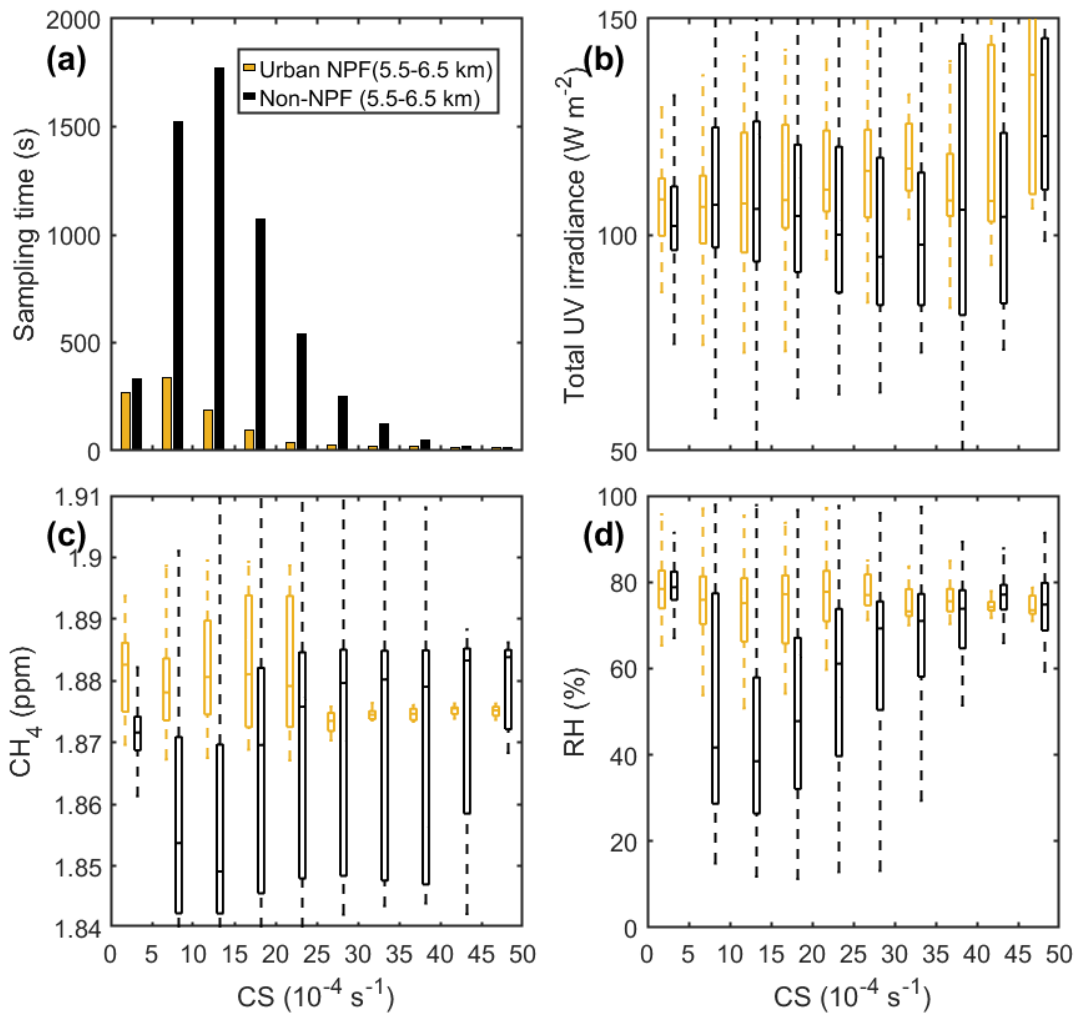 (a)
2000
1500
1000
500
0
Sampling time (s)
Urban NPF(5.5-6.5 km)
Non-NPF (5.5-6.5 km)
(b)
150
100
50
Total UV irradiance (W m⁻²)
(c)
1.91
1.9
1.89
1.88
1.87
1.86
1.85
1.84
CH₄ (ppm)
0 5 10 15 20 25 30 35 40 45 50
CS (10⁻⁴ s⁻¹)
(d)
100
80
60
40
20
0
RH (%)
0 5 10 15 20 25 30 35 40 45 50
CS (10⁻⁴ s⁻¹)